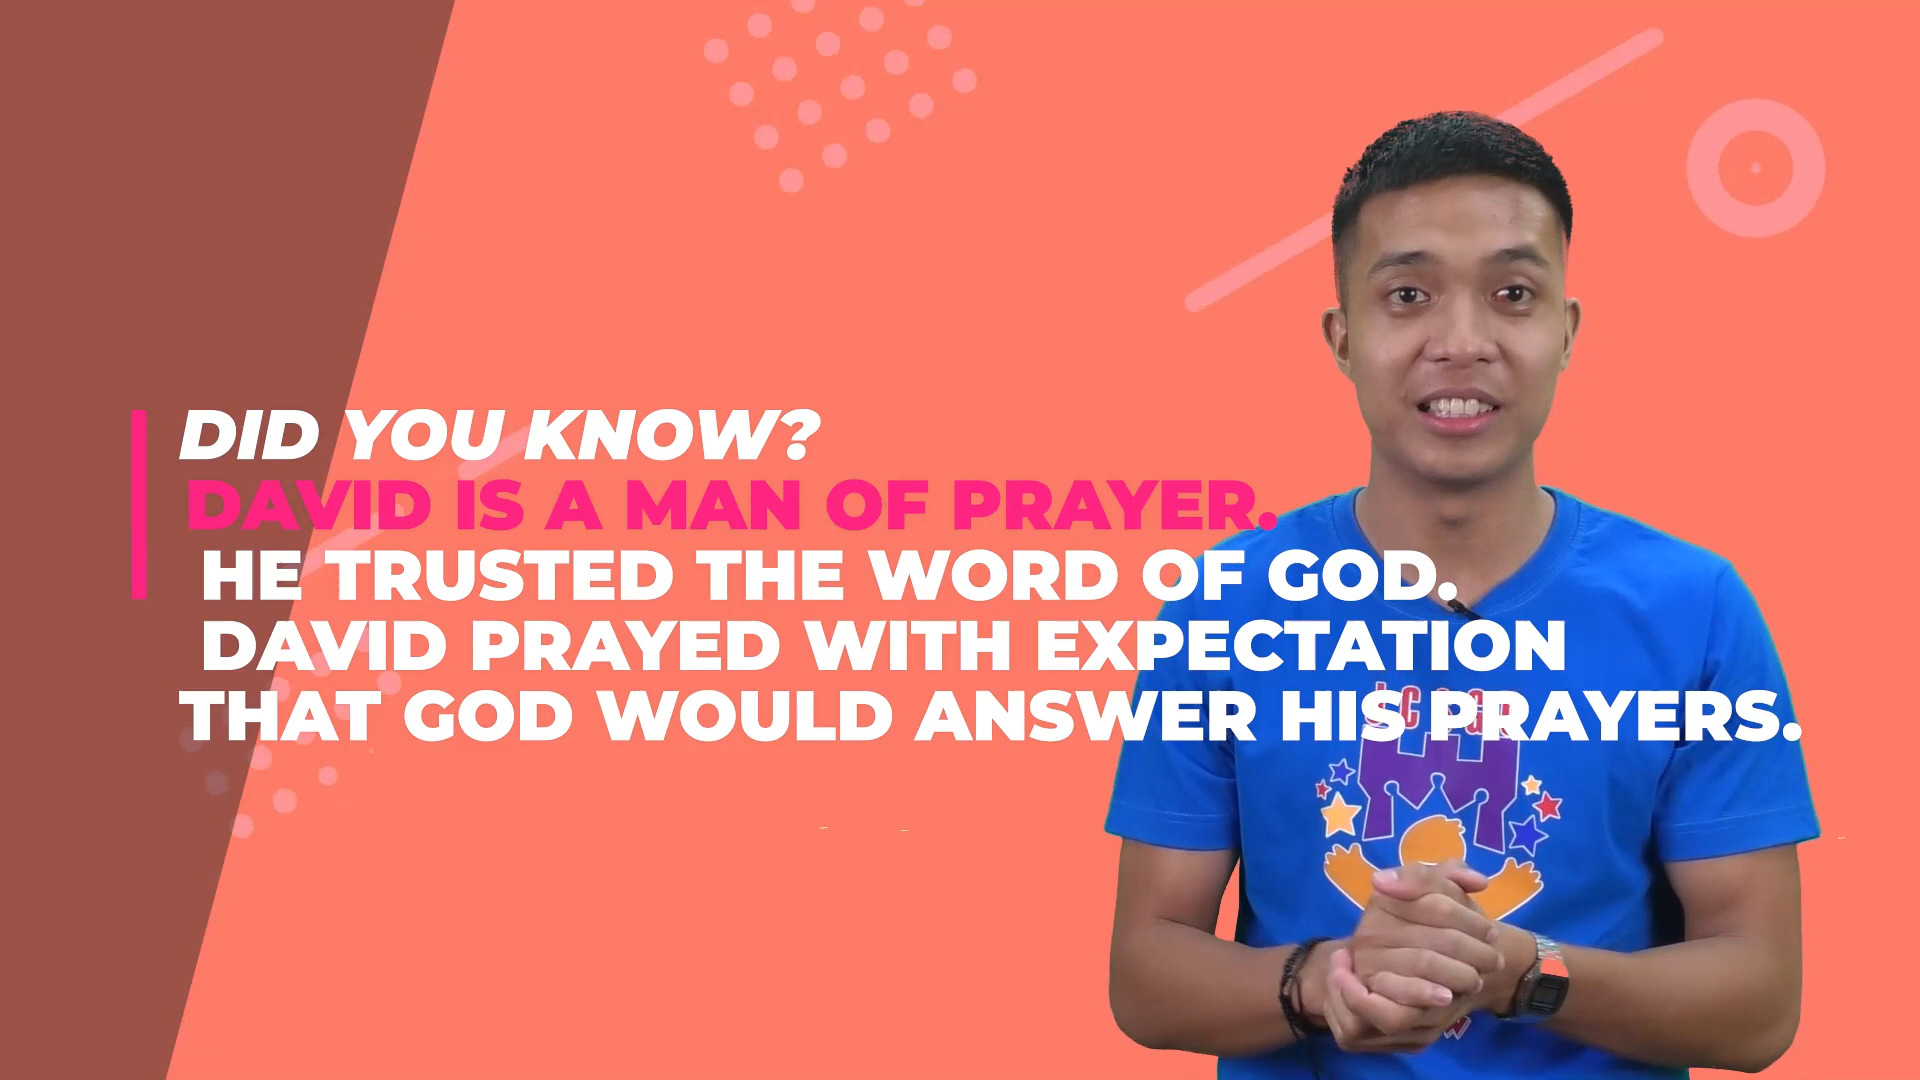 DID YOU KNOW?
DAVID IS A MAN OF PRAYER.
HE TRUSTED THE WORD OF GOD.
DAVID PRAYED WITH EXPECTATION
THAT GOD WOULD ANSWER HIS PRAYERS.